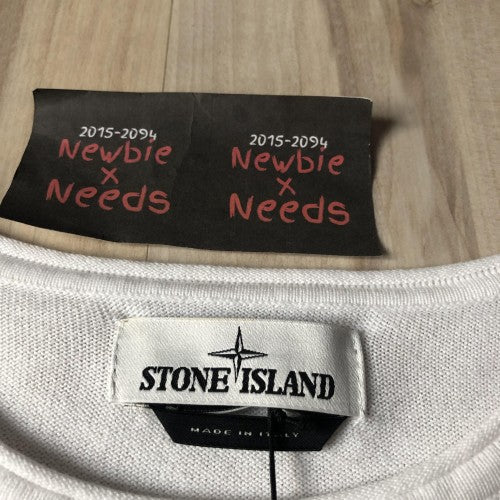 2015-2094
Newbie
x
Needs
2015-2094
Newbie
x
Needs
STONE ISLAND
MADE IN ITALY